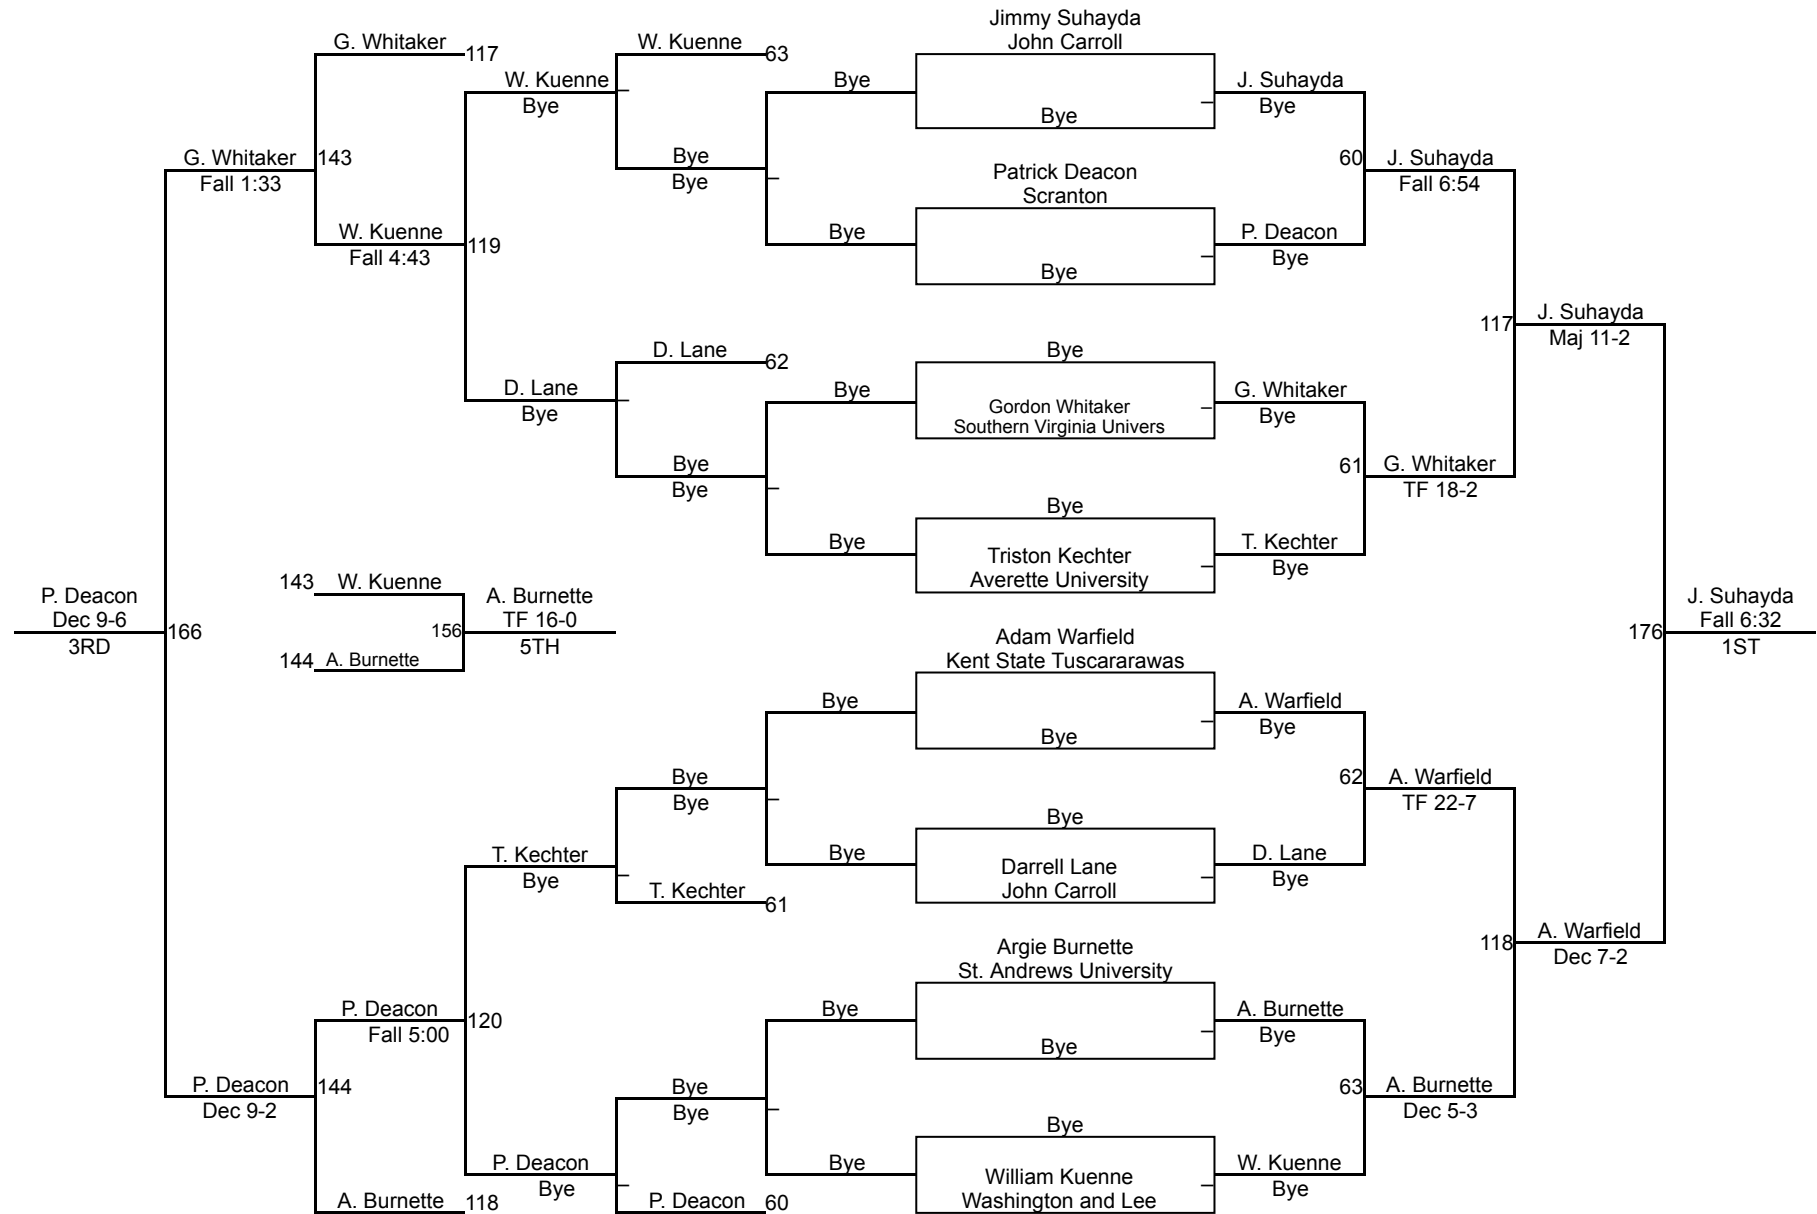 Jimmy Suhayda
John Carroll
G. Whitaker
117
W. Kuenne
63
W. Kuenne
Bye
Bye
J. Suhayda
Bye
Bye
G. Whitaker
Fall 1:33
143
Bye
Bye
60
J. Suhayda
Fall 6:54
Patrick Deacon
Scranton
W. Kuenne
Fall 4:43
119
Bye
Bye
P. Deacon
Bye
117
J. Suhayda
Maj 11-2
D. Lane
62
Bye
D. Lane
Bye
Bye
Gordon Whitaker
Southern Virginia Univers
G. Whitaker
Bye
Bye
Bye
61
G. Whitaker
TF 18-2
Bye
Bye
Triston Kechter
Averette University
T. Kechter
Bye
P. Deacon
Dec 9-6
3RD
166
143
W. Kuenne
144
A. Burnette
156
A. Burnette
TF 16-0
5TH
176
J. Suhayda
Fall 6:32
1ST
Adam Warfield
Kent State Tuscararawas
Bye
Bye
A. Warfield
Bye
Bye
Bye
62
A. Warfield
TF 22-7
Bye
T. Kechter
Bye
Bye
Darrell Lane
John Carroll
D. Lane
Bye
T. Kechter
61
118
A. Warfield
Dec 7-2
Argie Burnette
St. Andrews University
P. Deacon
Fall 5:00
120
Bye
Bye
A. Burnette
Bye
P. Deacon
Dec 9-2
144
Bye
Bye
63
A. Burnette
Dec 5-3
Bye
P. Deacon
Bye
Bye
William Kuenne
Washington and Lee
W. Kuenne
Bye
A. Burnette
118
P. Deacon
60